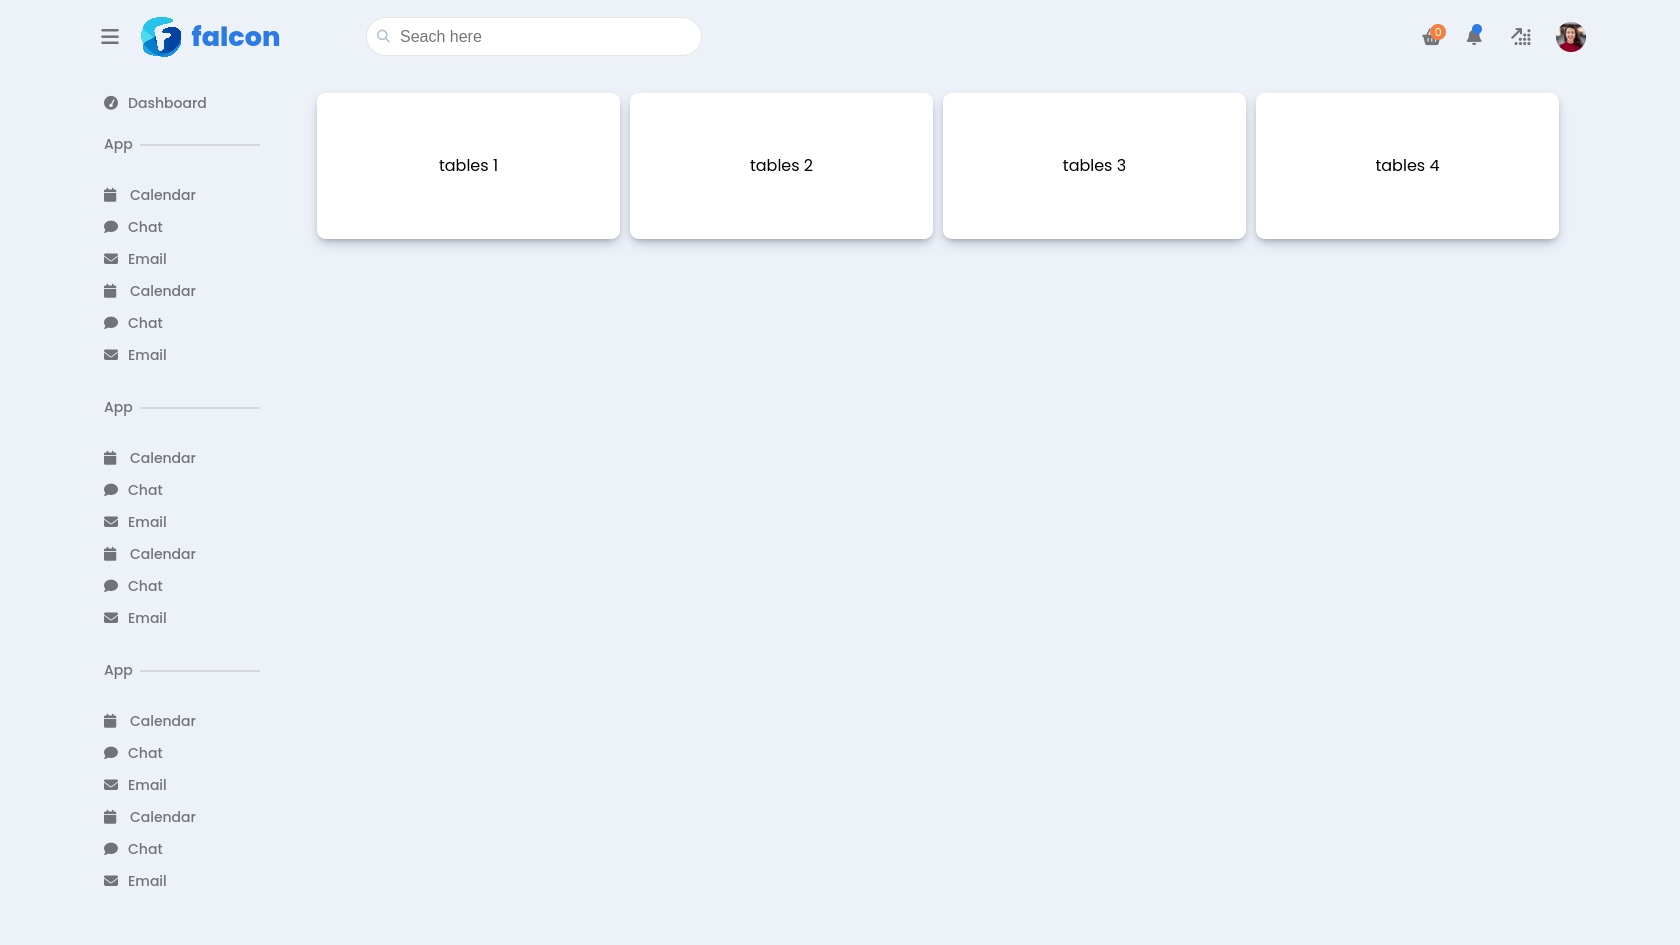 falcon
Seach here
0
Dashboard
App
Calendar
Chat
Email
Calendar
Chat
Email
App
Calendar
Chat
Email
Calendar
Chat
Email
App
Calendar
Chat
Email
Calendar
Chat
Email
tables 1
tables 2
tables 3
tables 4